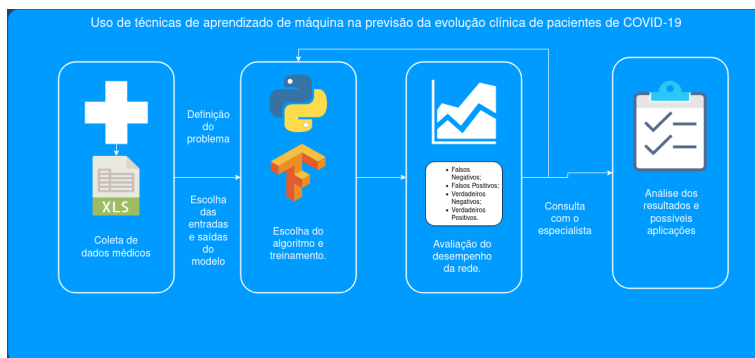 Uso de técnicas de aprendizado de máquina na previsão da evolução clínica de pacientes de COVID-19
XLS
Coleta de
dados médicos
Definição
do
problema
Escolha
das
entradas
e saídas
do
modelo
Escolha do
algoritmo e
treinamento.
Falsos
Negativos;
Falsos Positivos;
Verdadeiros
Negativos;
Verdadeiros
Positivos.
Avaliação do
desempenho
da rede.
Consulta
com o
especialista
Análise dos
resultados e
possíveis
aplicações